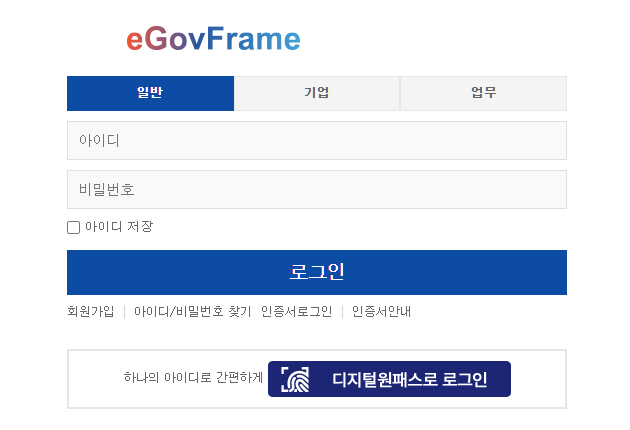 eGovFrame
일반 기업 업무
아이디
비밀번호
아이디 저장
로그인
회원가입 아이디/비밀번호 찾기 인증서로그인 인증서안내
하나의 아이디로 간편하게 디지털원패스로 로그인